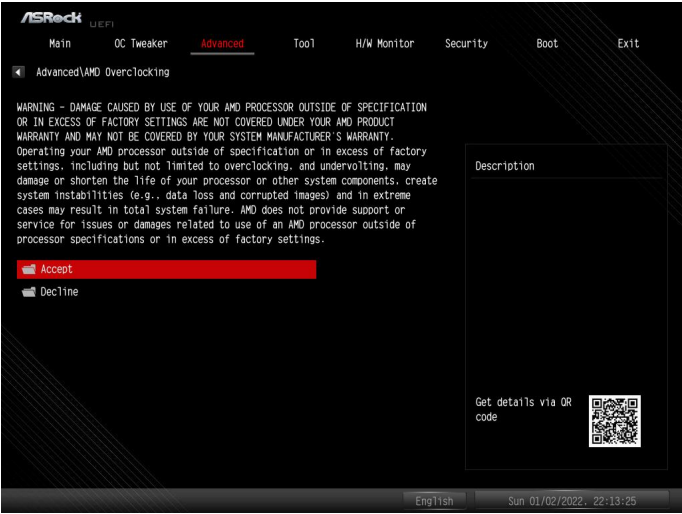 ASRock UEFI
Main OC Tweaker Advanced Tool H/W Monitor Security Boot Exit
Advanced\AMD Overclocking
WARNING - DAMAGE CAUSED BY USE OF YOUR AMD PROCESSOR OUTSIDE OF SPECIFICATION
OR IN EXCESS OF FACTORY SETTINGS ARE NOT COVERED UNDER YOUR AMD PRODUCT
WARRANTY AND MAY NOT BE COVERED BY YOUR SYSTEM MANUFACTURER'S WARRANTY.
Operating your AMD processor outside of specification or in excess of factory
settings, including but not limited to overclocking, and undervolting, may
damage or shorten the life of your processor or other system components, create
system instabilities (e.g., data loss and corrupted images) and in extreme
cases may result in total system failure. AMD does not provide support or
service for issues or damages related to use of an AMD processor outside of
processor specifications or in excess of factory settings.
Accept
Decline
Description
Get details via QR
code
English Sun 01/02/2022, 22:13:25